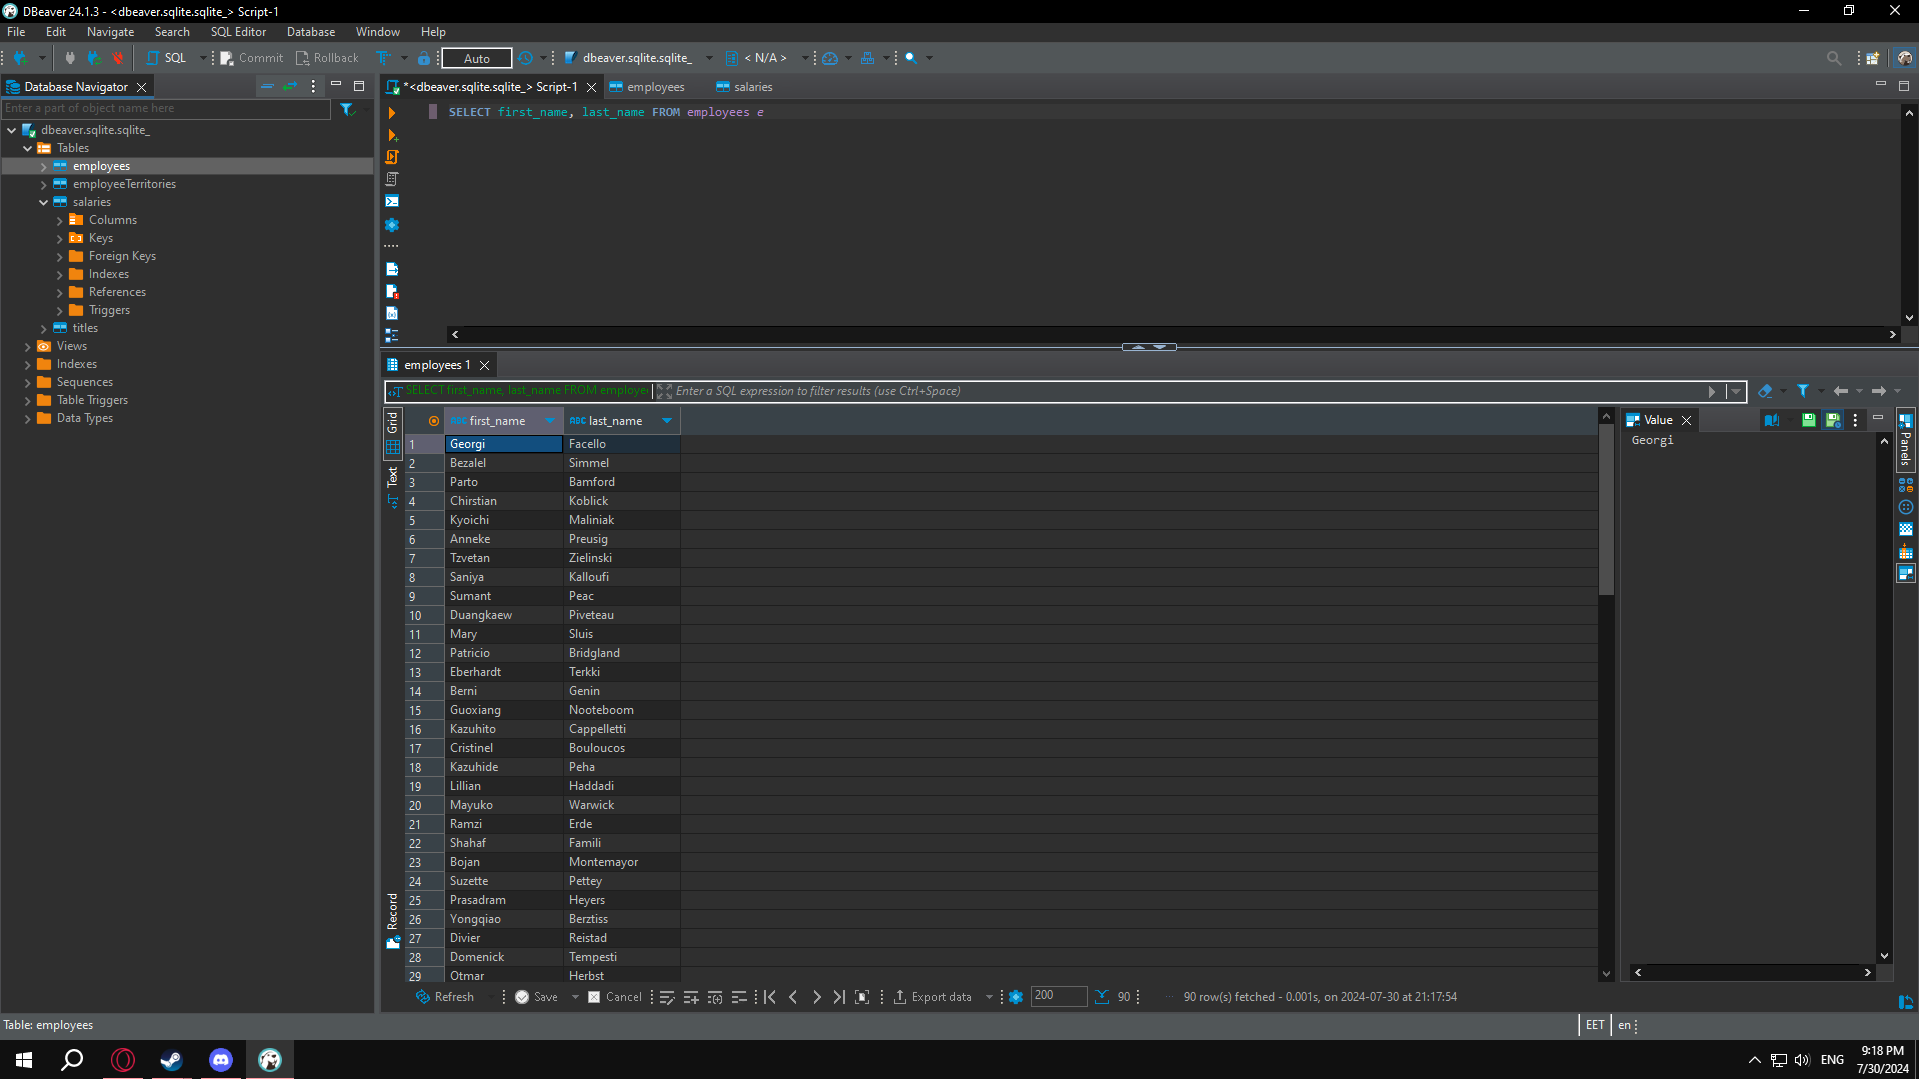 DBeaver 24.1.3 - <dbeaver.sqlite.sqlite_> Script-1
File Edit Navigate Search SQL Editor Database Window Help
SQL Commit Rollback Auto dbeaver.sqlite.sqlite_ < N/A >
Database Navigator
Enter a part of object name here
dbeaver.sqlite.sqlite_
Tables
employees
employeeTerritories
salaries
Columns
Keys
Foreign Keys
Indexes
References
Triggers
titles
Views
Indexes
Sequences
Table Triggers
Data Types
*<dbeaver.sqlite.sqlite_> Script-1 employees salaries
SELECT first_name, last_name FROM employees e
employees 1
SELECT first_name, last_name FROM employee Enter a SQL expression to filter results (use Ctrl+Space)
Grid
Text
Record
ABC first_name ABC last_name
1 Georgi Facello
2 Bezalel Simmel
3 Parto Bamford
4 Chirstian Koblick
5 Kyoichi Maliniak
6 Anneke Preusig
7 Tzvetan Zielinski
8 Saniya Kalloufi
9 Sumant Peac
10 Duangkaew Piveteau
11 Mary Sluis
12 Patricio Bridgland
13 Eberhardt Terkki
14 Berni Genin
15 Guoxiang Nooteboom
16 Kazuhito Cappelletti
17 Cristinel Bouloucos
18 Kazuhide Peha
19 Lillian Haddadi
20 Mayuko Warwick
21 Ramzi Erde
22 Shahaf Famili
23 Bojan Montemayor
24 Suzette Pettey
25 Prasadram Heyers
26 Yongqiao Berztiss
27 Divier Reistad
28 Domenick Tempesti
29 Otmar Herbst
Value
Georgi
Panels
Refresh Save Cancel Export data 200 90 90 row(s) fetched - 0.001s, on 2024-07-30 at 21:17:54
Table: employees EET en
ENG 9:18 PM
7/30/2024